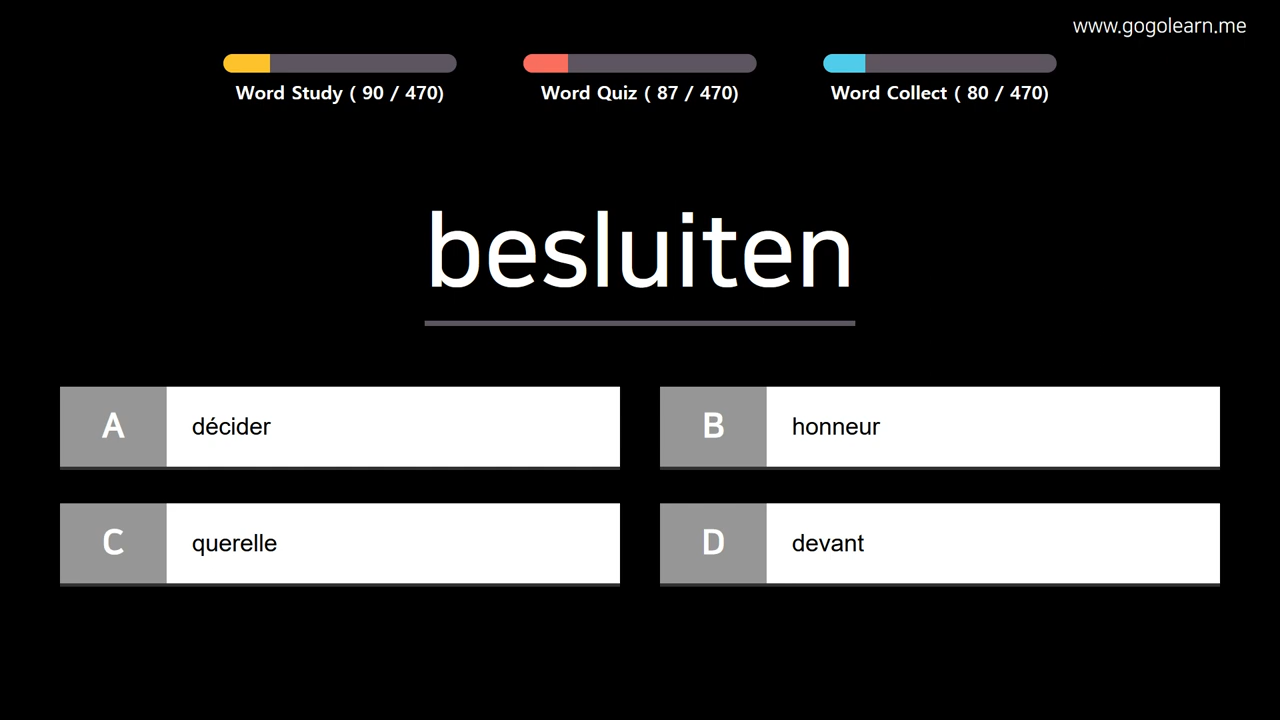 www.gogolearn.me
Word Study ( 90 / 470)
Word Quiz ( 87 / 470)
Word Collect ( 80 / 470)
besluiten
A décider
B honneur
C querelle
D devant